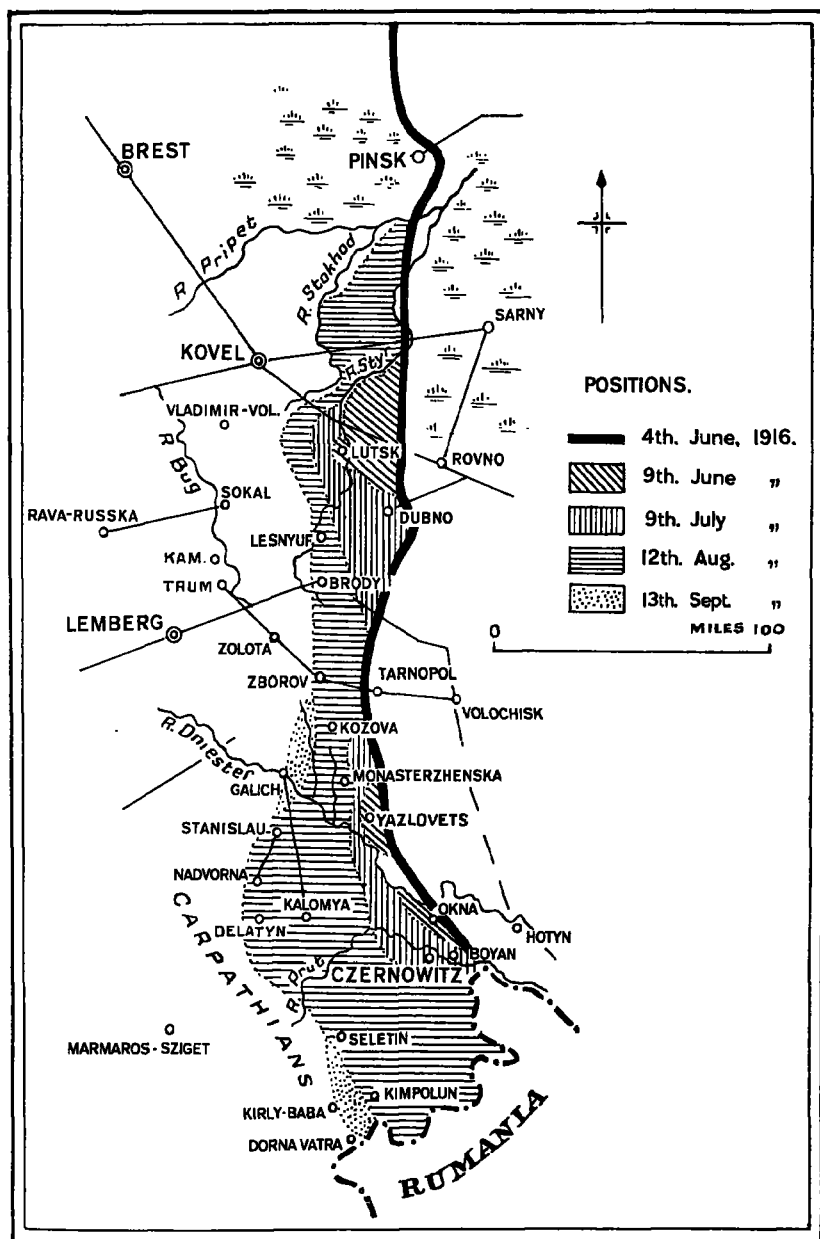 BREST
PINSK
R. Pripet
R. Stokhod
SARNY
KOVEL
R. Styr
VLADIMIR-VOL.
LUTSK
ROVNO
R Bug
SOKAL
RAVA-RUSSKA
DUBNO
LESNYUF
KAM.
TRUM
BRODY
LEMBERG
ZOLOTA
ZBOROV
TARNOPOL
VOLOCHISK
KOZOVA
R. Dniester
MONASTERZHENSKA
GALICH
YAZLOVETS
STANISLAU
NADVORNA
KALOMYA
OKNA
DELATYN
HOTYN
BOYAN
CZERNOWITZ
R. Prut
CARPATHIANS
SELETIN
MARMAROS-SZIGET
KIMPOLUN
KIRLY-BABA
DORNA VATRA
RUMANIA
POSITIONS.
4th. June, 1916.
9th. June "
9th. July "
12th. Aug. "
13th. Sept. "
0 MILES 100